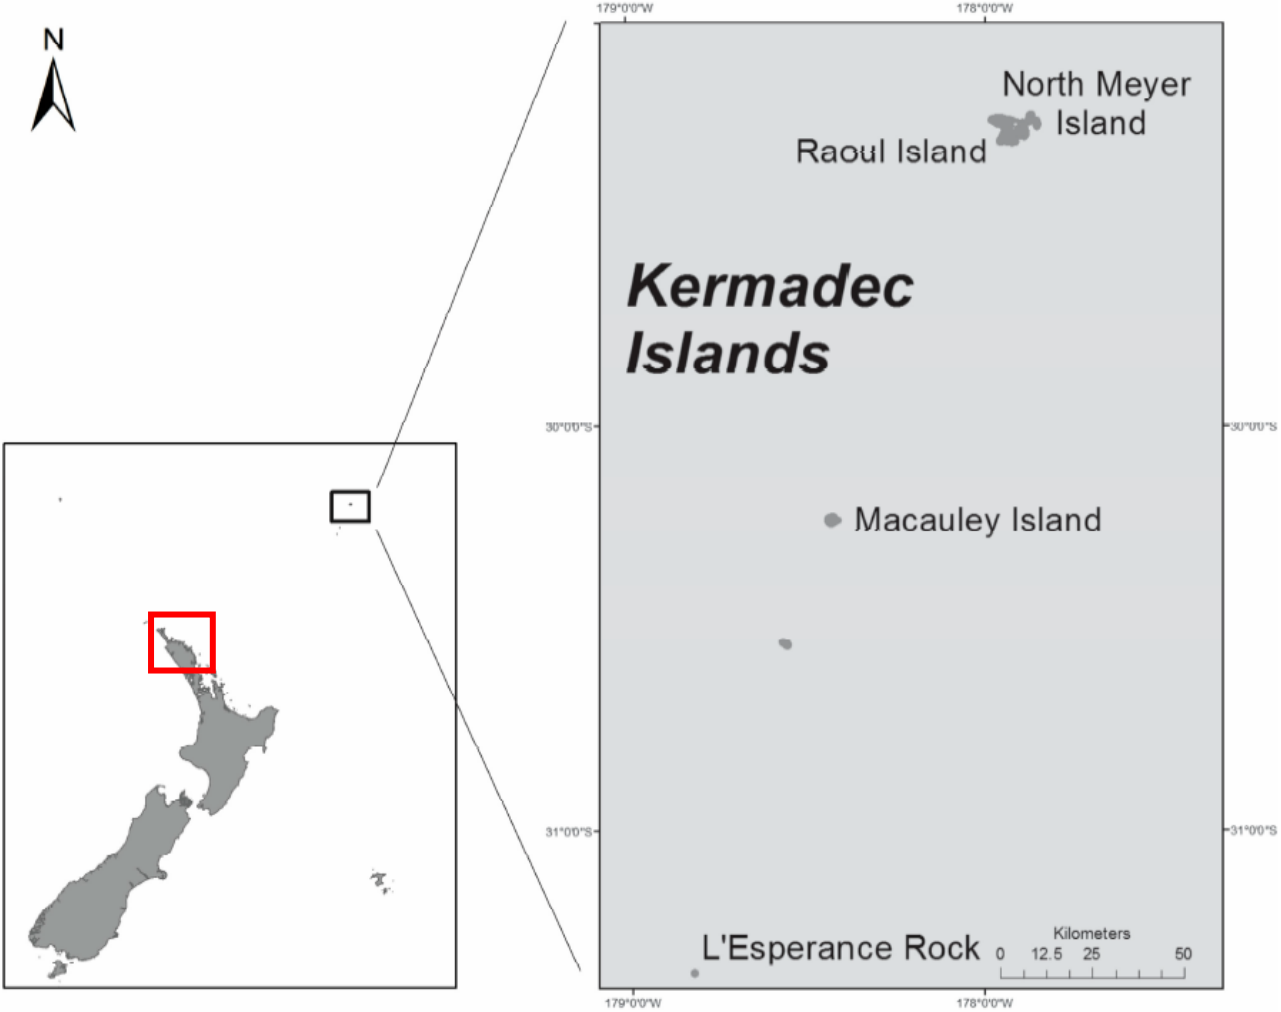 179°0'0"W
178°0'0"W
N
North Meyer
Island
Raoul Island
Kermadec
Islands
30°0'0"S
30°0'0"S
Macauley Island
31°0'0"S
31°0'0"S
L'Esperance Rock
Kilometers
0 12.5 25 50
179°0'0"W
178°0'0"W